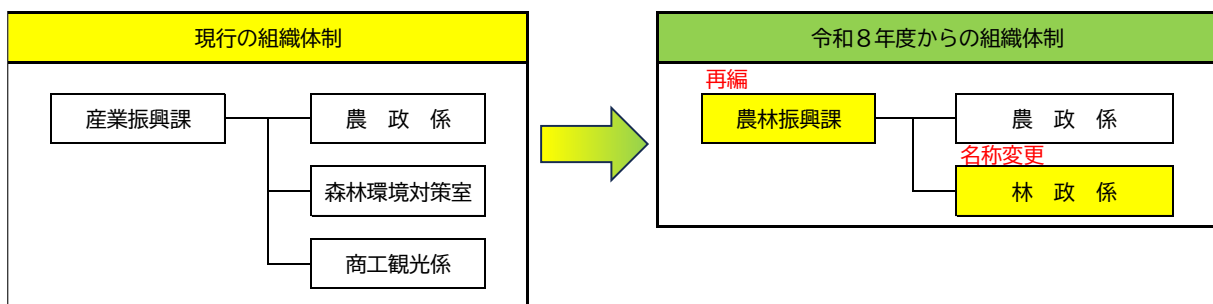 現行の組織体制
産業振興課
農　政　係
森林環境対策室
商工観光係
令和８年度からの組織体制
再編
農林振興課
農　政　係
名称変更
林　政　係